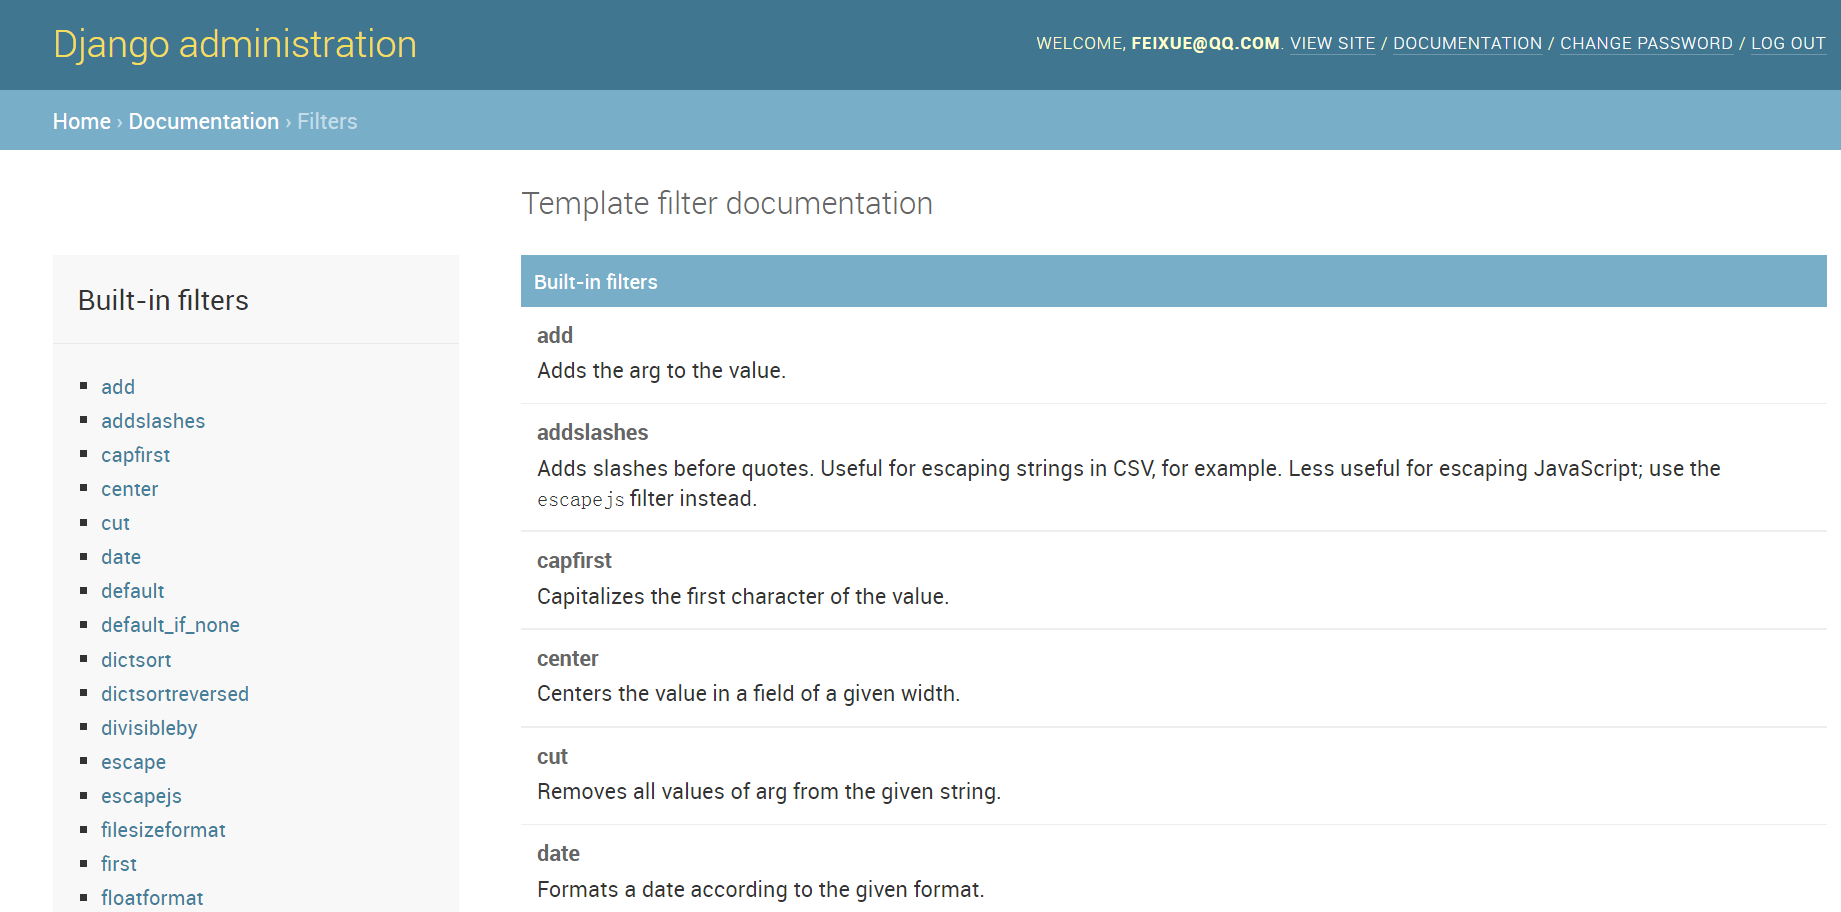 Django administration
WELCOME, FEIXUE@QQ.COM. VIEW SITE / DOCUMENTATION / CHANGE PASSWORD / LOG OUT
Home › Documentation › Filters
Template filter documentation
Built-in filters
add
addslashes
capfirst
center
cut
date
default
default_if_none
dictsort
dictsortreversed
divisibleby
escape
escapejs
filesizeformat
first
floatformat
Built-in filters
add
Adds the arg to the value.
addslashes
Adds slashes before quotes. Useful for escaping strings in CSV, for example. Less useful for escaping JavaScript; use the
escapejs filter instead.
capfirst
Capitalizes the first character of the value.
center
Centers the value in a field of a given width.
cut
Removes all values of arg from the given string.
date
Formats a date according to the given format.